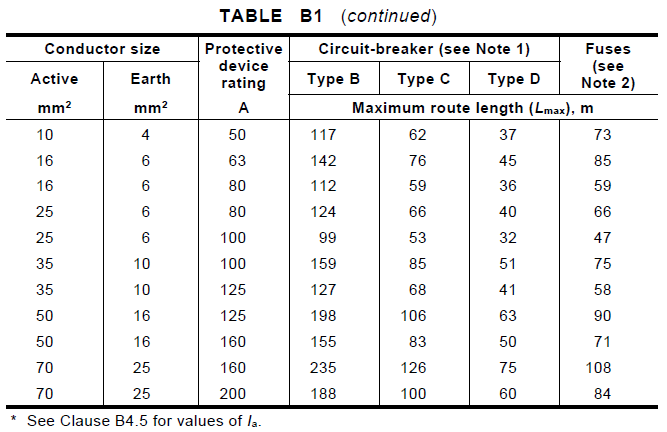 TABLE B1 (continued)
Conductor size Protective device rating Circuit-breaker (see Note 1) Fuses (see Note 2)
Active Earth Type B Type C Type D
mm² mm² A Maximum route length (Lmax), m
10 4 50 117 62 37 73
16 6 63 142 76 45 85
16 6 80 112 59 36 59
25 6 80 124 66 40 66
25 6 100 99 53 32 47
35 10 100 159 85 51 75
35 10 125 127 68 41 58
50 16 125 198 106 63 90
50 16 160 155 83 50 71
70 25 160 235 126 75 108
70 25 200 188 100 60 84
* See Clause B4.5 for values of Ia.